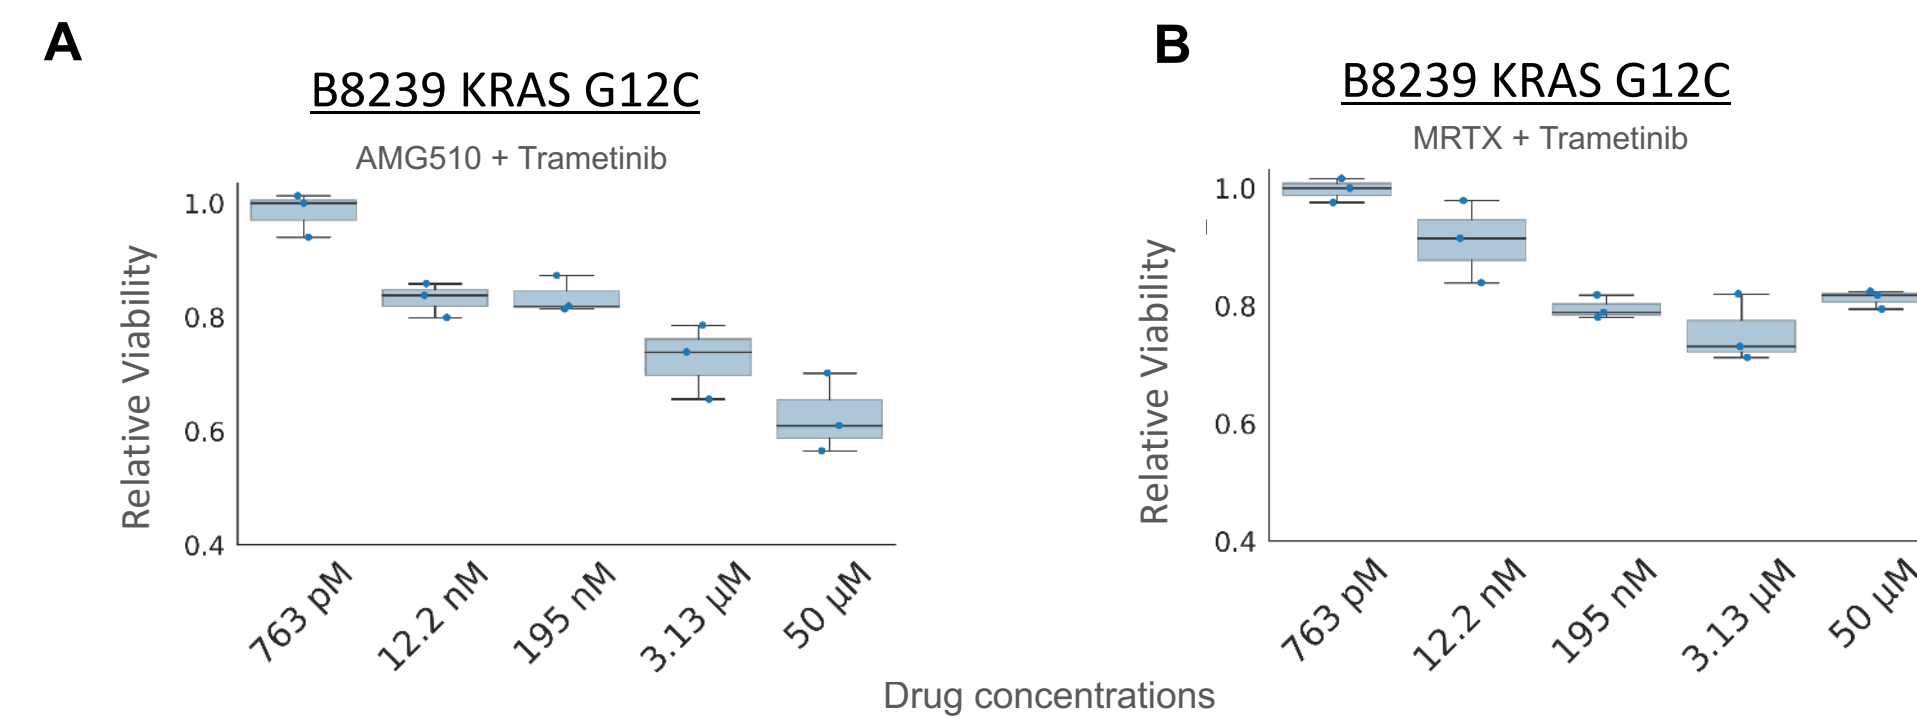 A
B8239 KRAS G12C
AMG510 + Trametinib
Relative Viability
1.0
0.8
0.6
0.4
763 pM
12.2 nM
195 nM
3.13 µM
50 µM
B
B8239 KRAS G12C
MRTX + Trametinib
Relative Viability
1.0
0.8
0.6
0.4
763 pM
12.2 nM
195 nM
3.13 µM
50 µM
Drug concentrations